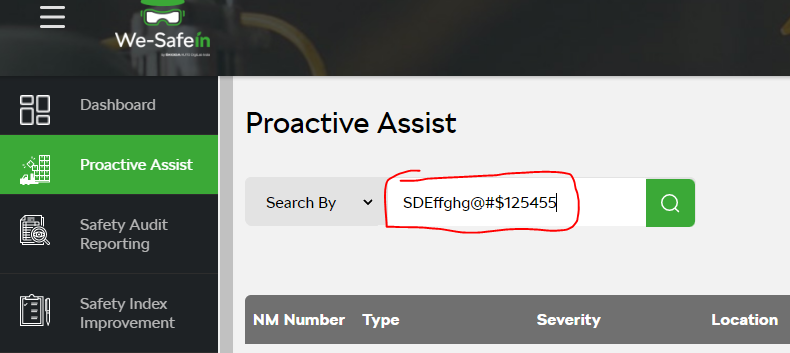 We-Safein
Dashboard
Proactive Assist
Safety Audit
Reporting
Safety Index
Improvement
Proactive Assist
Search By
SDEffghg@#$125455
NM Number Type Severity Location